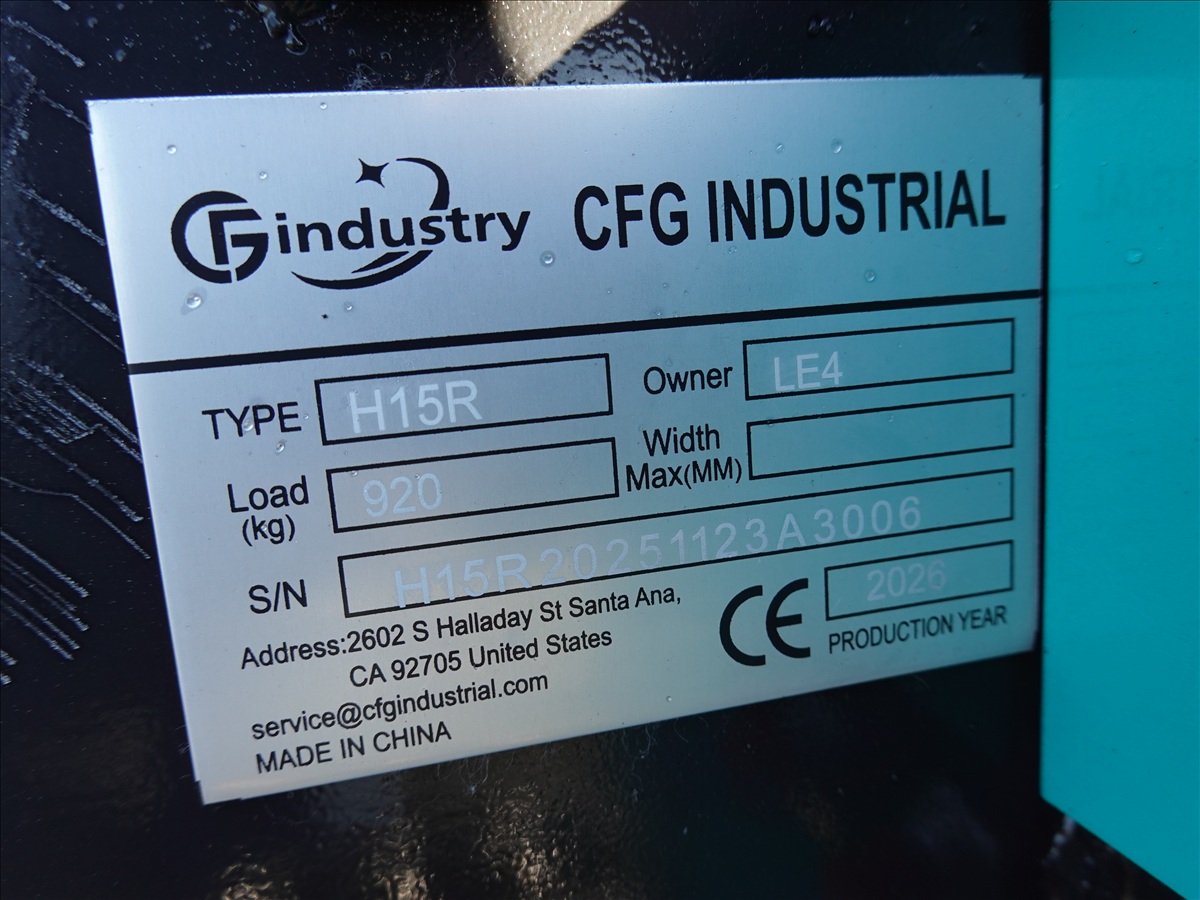 GFindustry CFG INDUSTRIAL
TYPE H15R Owner LE4
Load (kg) 920 Width Max(MM)
S/N H15R20251123A3006
Address:2602 S Halladay St Santa Ana,
CA 92705 United States
CE 2026
PRODUCTION YEAR
service@cfgindustrial.com
MADE IN CHINA